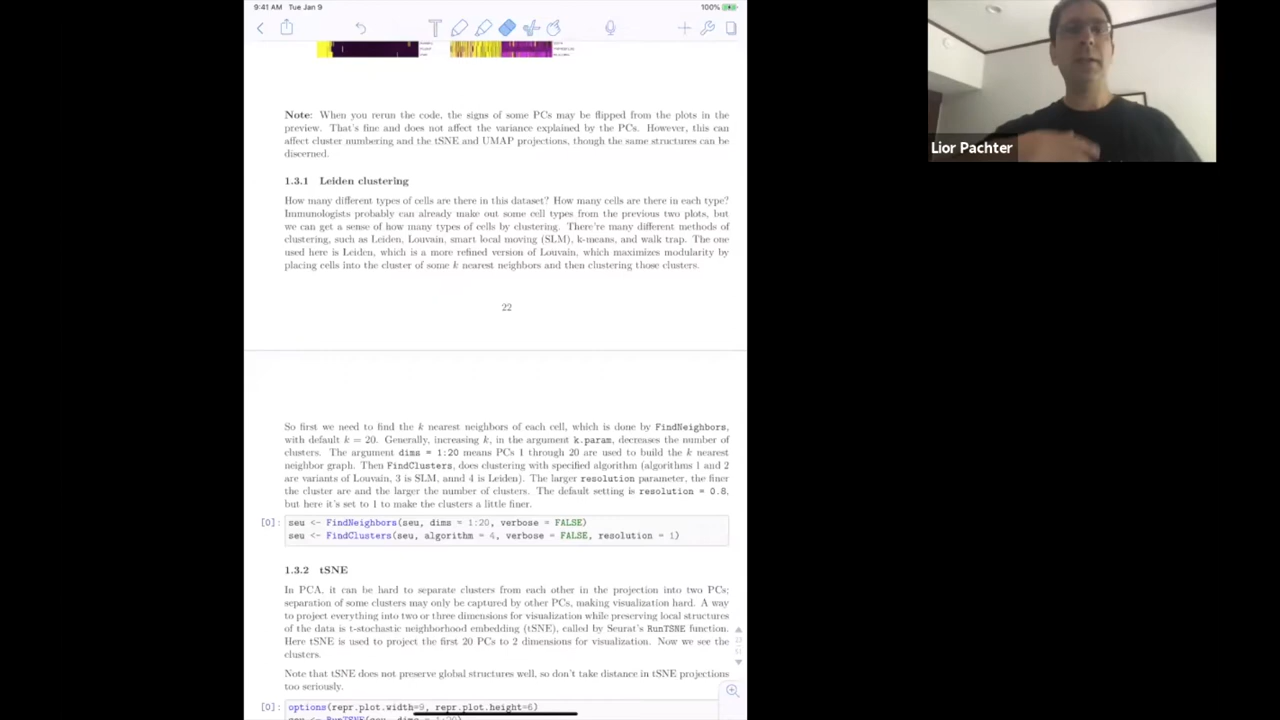 9:41 AM Tue Jan 9
100%
T
Note: When you rerun the code, the signs of some PCs may be flipped from the plots in the
preview. That's fine and does not affect the variance explained by the PCs. However, this can
affect cluster numbering and the tSNE and UMAP projections, though the same structures can be
discerned.
Lior Pachter
1.3.1 Leiden clustering
How many different types of cells are there in this dataset? How many cells are there in each type?
Immunologists probably can already make out some cell types from the previous two plots, but
we can get a sense of how many types of cells by clustering. There're many different methods of
clustering, such as Leiden, Louvain, smart local moving (SLM), k-means, and walk trap. The one
used here is Leiden, which is a more refined version of Louvain, which maximizes modularity by
placing cells into the cluster of some k nearest neighbors and then clustering those clusters.
22
So first we need to find the k nearest neighbors of each cell, which is done by FindNeighbors,
with default k = 20. Generally, increasing k, in the argument k.param, decreases the number of
clusters. The argument dims = 1:20 means PCs 1 through 20 are used to build the k nearest
neighbor graph. Then FindClusters, does clustering with specified algorithm (algorithms 1 and 2
are variants of Louvain, 3 is SLM, annd 4 is Leiden). The larger resolution parameter, the finer
the cluster are and the larger the number of clusters. The default setting is resolution = 0.8,
but here it's set to 1 to make the clusters a little finer.
[0]: seu <- FindNeighbors(seu, dims = 1:20, verbose = FALSE)
seu <- FindClusters(seu, algorithm = 4, verbose = FALSE, resolution = 1)
1.3.2 tSNE
In PCA, it can be hard to separate clusters from each other in the projection into two PCs;
separation of some clusters may only be captured by other PCs, making visualization hard. A way
to project everything into two or three dimensions for visualization while preserving local structures
of the data is t-stochastic neighborhood embedding (tSNE), called by Seurat's RunTSNE function.
Here tSNE is used to project the first 20 PCs to 2 dimensions for visualization. Now we see the
clusters.
Note that tSNE does not preserve global structures well, so don't take distance in tSNE projections
too seriously.
[0]: options(repr.plot.width=9, repr.plot.height=6)
seu <- RunTSNE(seu, dims = 1:20)